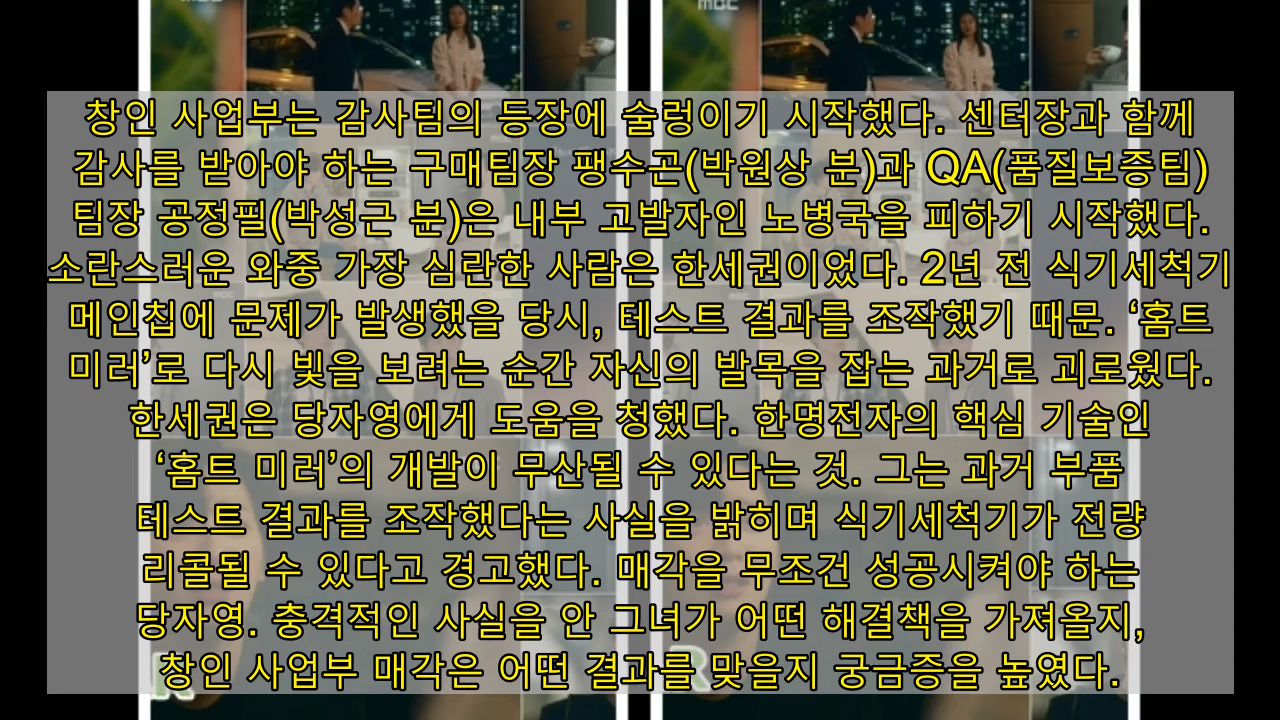 mbc
창인 사업부는 감사팀의 등장에 술렁이기 시작했다. 센터장과 함께
감사를 받아야 하는 구매팀장 팽수곤(박원상 분)과 QA(품질보증팀)
팀장 공정필(박성근 분)은 내부 고발자인 노병국을 피하기 시작했다.
소란스러운 와중 가장 심란한 사람은 한세권이었다. 2년 전 식기세척기
메인칩에 문제가 발생했을 당시, 테스트 결과를 조작했기 때문. ‘홈트
미러’로 다시 빛을 보려는 순간 자신의 발목을 잡는 과거로 괴로웠다.
한세권은 당자영에게 도움을 청했다. 한명전자의 핵심 기술인
‘홈트 미러’의 개발이 무산될 수 있다는 것. 그는 과거 부품
테스트 결과를 조작했다는 사실을 밝히며 식기세척기가 전량
리콜될 수 있다고 경고했다. 매각을 무조건 성공시켜야 하는
당자영. 충격적인 사실을 안 그녀가 어떤 해결책을 가져올지,
창인 사업부 매각은 어떤 결과를 맞을지 궁금증을 높였다.